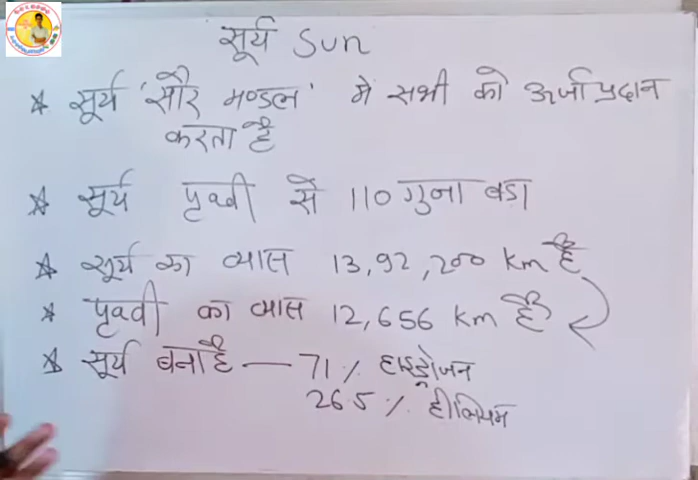 सूर्य Sun
★ सूर्य 'सौर मण्डल' में सभी को ऊर्जा प्रदान
करता है
★ सूर्य पृथ्वी से 110 गुना बडा
★ सूर्य का व्यास 13,92,200 km है
★ पृथ्वी का व्यास 12,656 km है
★ सूर्य बना है — 71 % हाइड्रोजन
26 5 % हीलियम